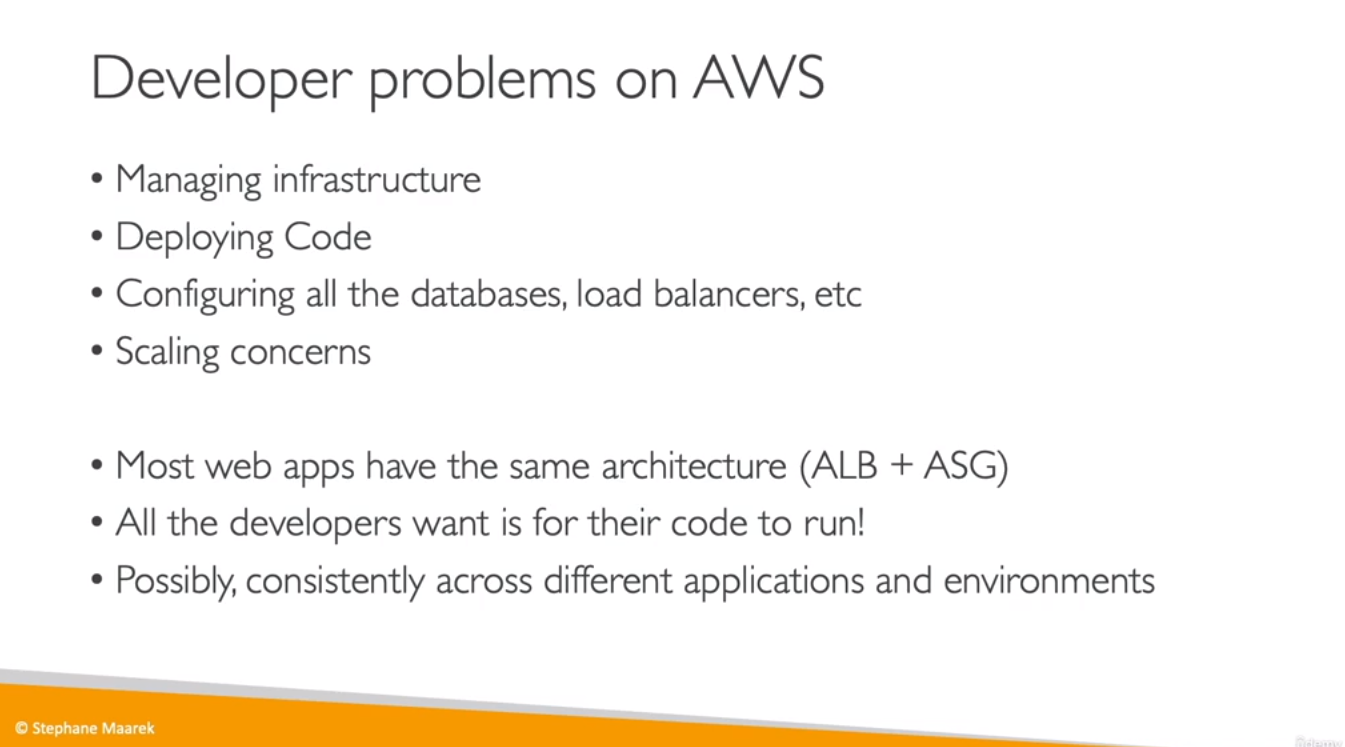 Developer problems on AWS
• Managing infrastructure
• Deploying Code
• Configuring all the databases, load balancers, etc
• Scaling concerns
• Most web apps have the same architecture (ALB + ASG)
• All the developers want is for their code to run!
• Possibly, consistently across different applications and environments
© Stephane Maarek